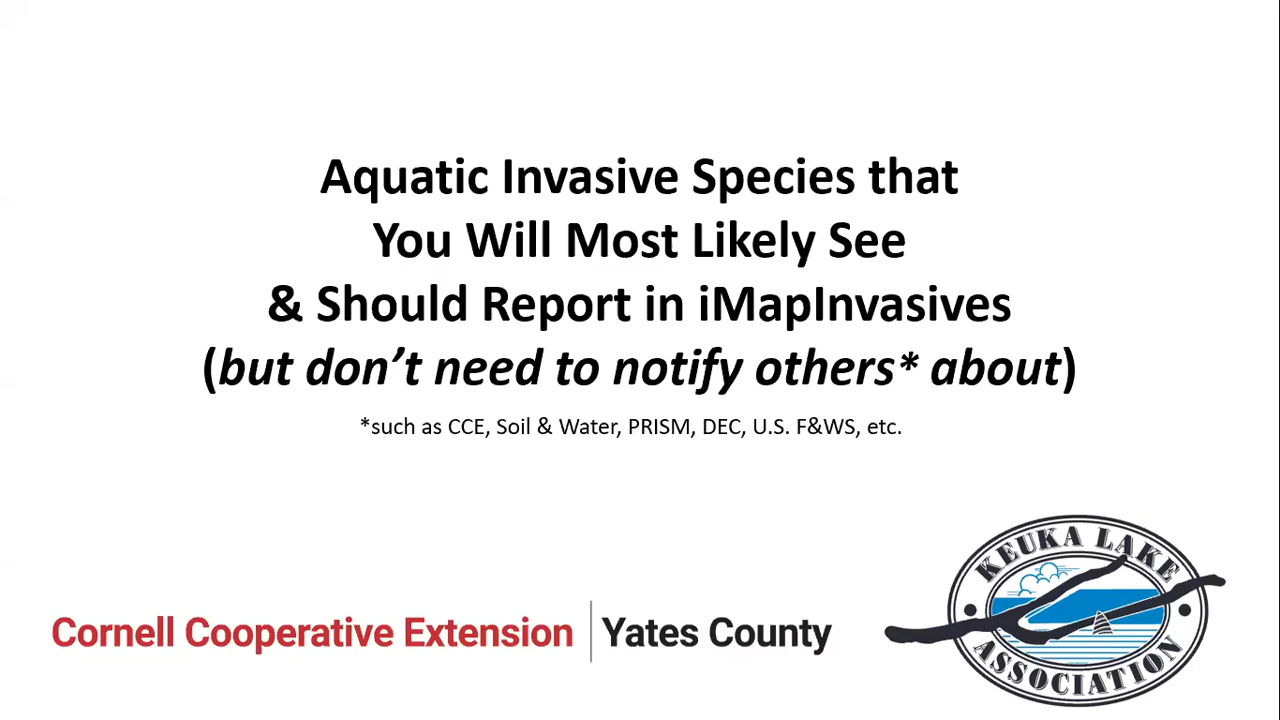 Aquatic Invasive Species that
You Will Most Likely See
& Should Report in iMapInvasives
(but don’t need to notify others* about)
*such as CCE, Soil & Water, PRISM, DEC, U.S. F&WS, etc.
KEUKA LAKE
ASSOCIATION
Cornell Cooperative Extension | Yates County